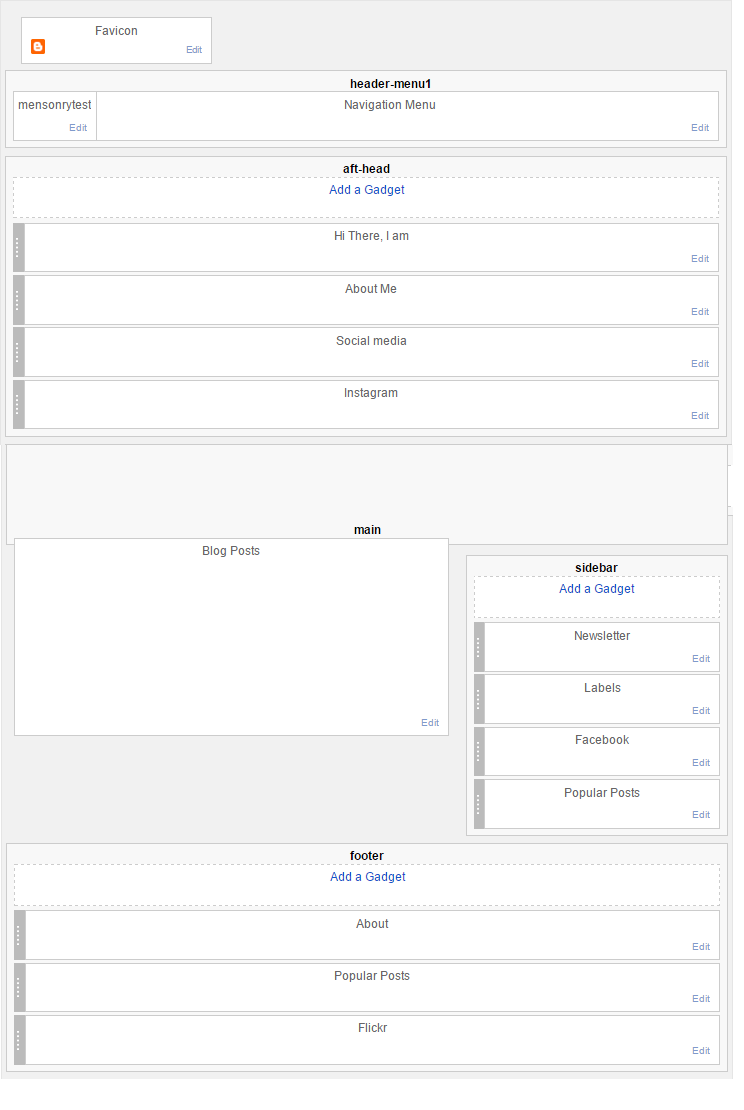 Favicon
Edit
header-menu1
mensonrytest
Edit
Navigation Menu
Edit
aft-head
Add a Gadget
Hi There, I am
Edit
About Me
Edit
Social media
Edit
Instagram
Edit
main
Blog Posts
Edit
sidebar
Add a Gadget
Newsletter
Edit
Labels
Edit
Facebook
Edit
Popular Posts
Edit
footer
Add a Gadget
About
Edit
Popular Posts
Edit
Flickr
Edit